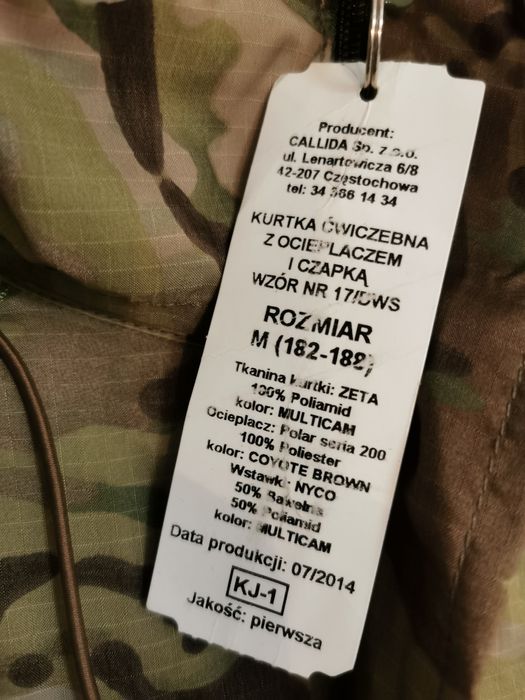 Producent:
CALLIDA Sp. z o.o.
ul. Lenartowicza 6/8
42-207 Częstochowa
tel: 34 366 14 34
KURTKA ĆWICZEBNA
Z OCIEPLACZEM
I CZAPKĄ
WZÓR NR 17/DWS
ROZMIAR
M (182-188)
Tkanina kurtki: ZETA
100% Poliamid
kolor: MULTICAM
Ocieplacz: Polar seria 200
100% Poliester
kolor: COYOTE BROWN
Wstawki: NYCO
50% Bawełna
50% Poliamid
kolor: MULTICAM
Data produkcji: 07/2014
KJ-1
Jakość: pierwsza